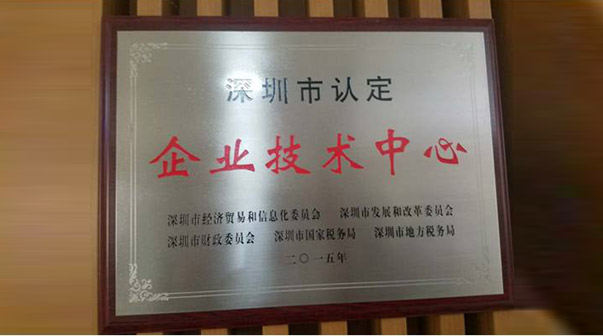 深圳市认定
企业技术中心
深圳市经济贸易和信息化委员会 深圳市发展和改革委员会
深圳市财政委员会 深圳市国家税务局 深圳市地方税务局
二〇一五年